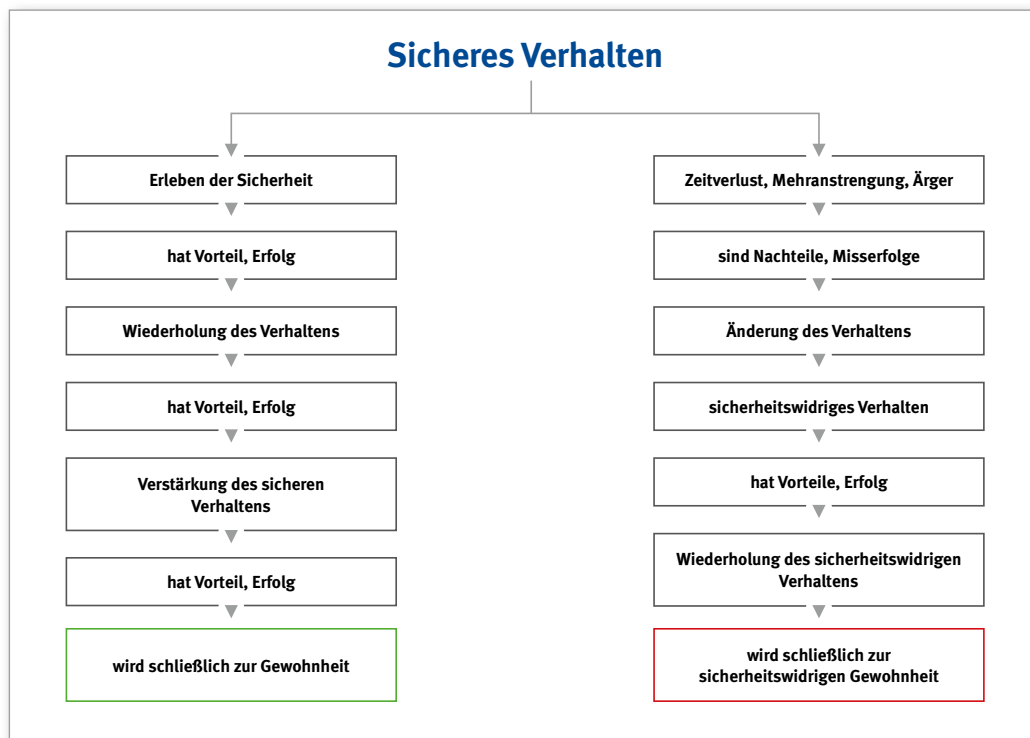 Sicheres Verhalten
Erleben der Sicherheit
hat Vorteil, Erfolg
Wiederholung des Verhaltens
hat Vorteil, Erfolg
Verstärkung des sicheren
Verhaltens
hat Vorteil, Erfolg
wird schließlich zur Gewohnheit
Zeitverlust, Mehranstrengung, Ärger
sind Nachteile, Misserfolge
Änderung des Verhaltens
sicherheitswidriges Verhalten
hat Vorteile, Erfolg
Wiederholung des sicherheitswidrigen
Verhaltens
wird schließlich zur
sicherheitswidrigen Gewohnheit